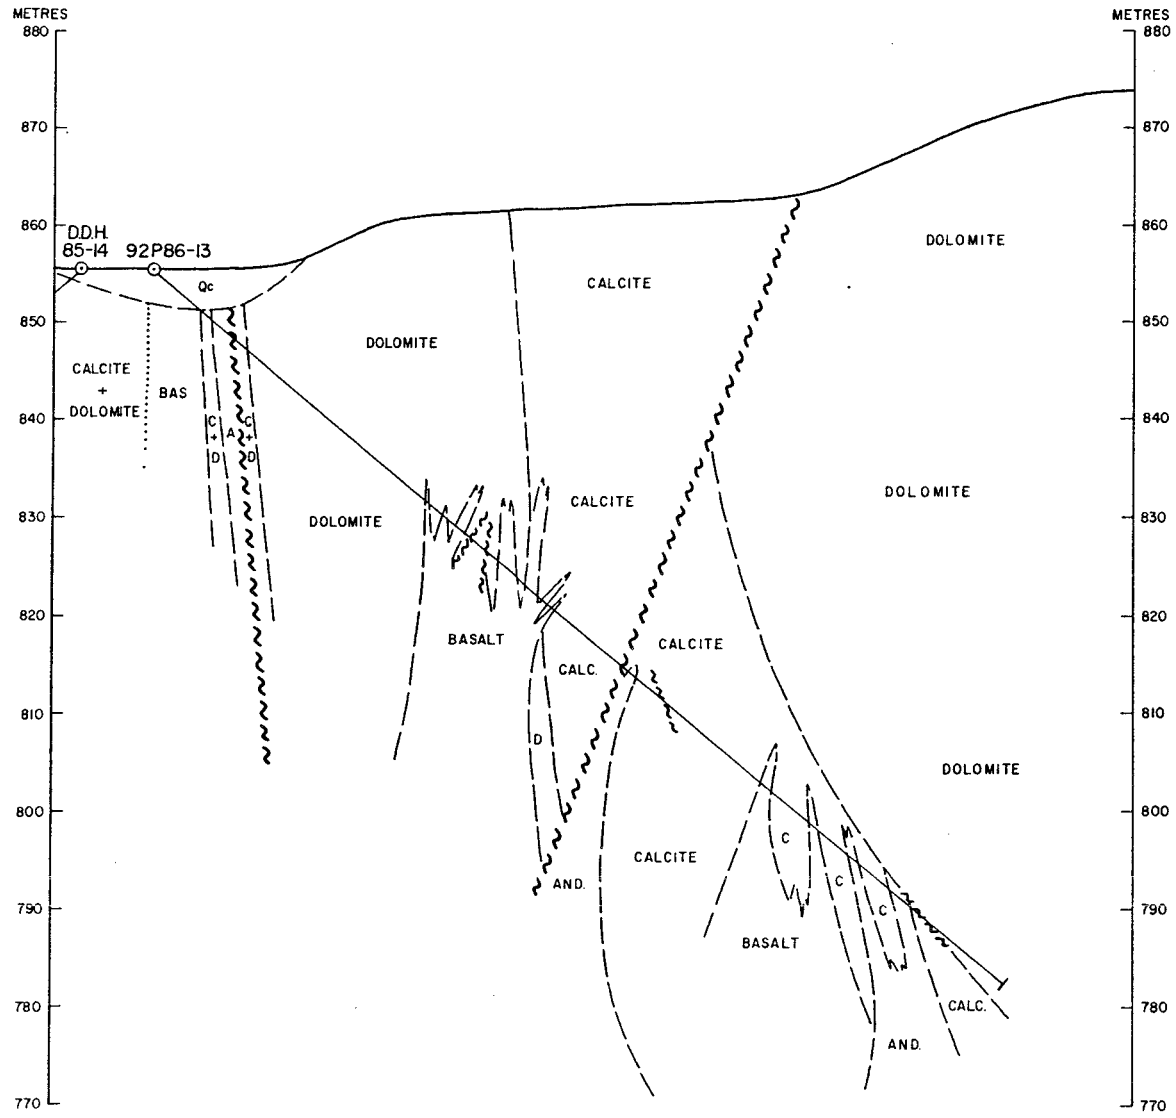 METRES
METRES
880
880
870
870
860
860
D.D.H.
85-14
92P86-13
DOLOMITE
Qc
CALCITE
850
850
DOLOMITE
CALCITE
+
DOLOMITE
BAS
840
840
C
+
D
A
C
+
D
DOLOMITE
CALCITE
DOLOMITE
830
830
820
820
BASALT
CALC.
CALCITE
810
810
D
DOLOMITE
800
800
C
CALCITE
AND.
C
C
790
790
BASALT
780
780
CALC.
AND.
770
770